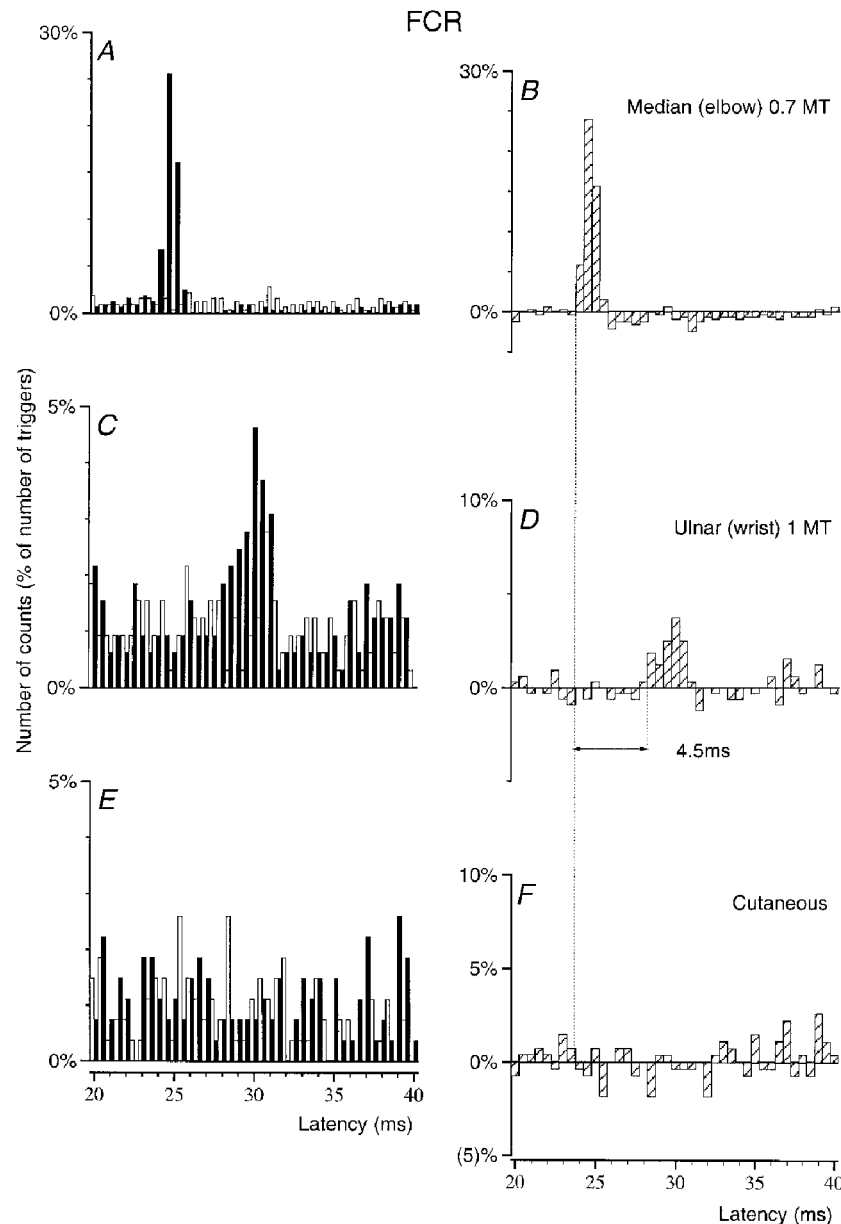 FCR
30%
A
0%
30%
B
Median (elbow) 0.7 MT
0%
Number of counts (% of number of triggers)
5%
C
0%
10%
D
Ulnar (wrist) 1 MT
0%
4.5ms
5%
E
0%
20 25 30 35 40
Latency (ms)
10%
F
Cutaneous
5%
0%
(5)%
20 25 30 35 40
Latency (ms)